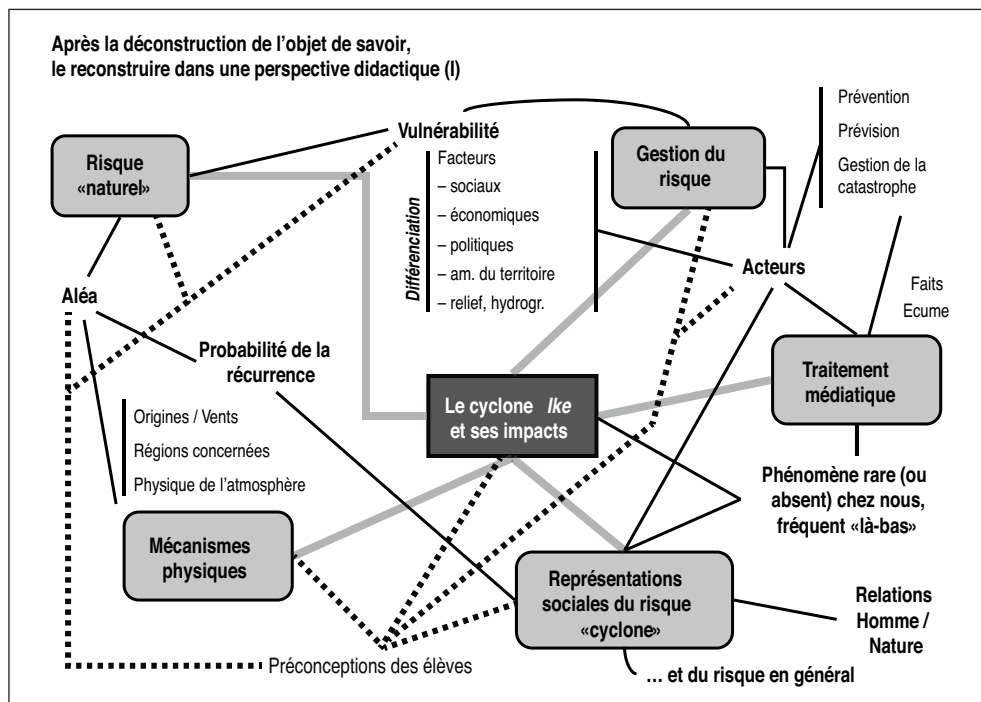 Après la déconstruction de l'objet de savoir,
le reconstruire dans une perspective didactique (I)
Risque
«naturel»
Vulnérabilité
Différenciation
Facteurs
– sociaux
– économiques
– politiques
– am. du territoire
– relief, hydrogr.
Gestion du
risque
Prévention
Prévision
Gestion de la
catastrophe
Aléa
Acteurs
Faits
Ecume
Probabilité de la
récurrence
Traitement
médiatique
Le cyclone Ike
et ses impacts
Origines / Vents
Régions concernées
Physique de l'atmosphère
Phénomène rare (ou
absent) chez nous,
fréquent «là-bas»
Mécanismes
physiques
Représentations
sociales du risque
«cyclone»
Relations
Homme /
Nature
Préconceptions des élèves
... et du risque en général